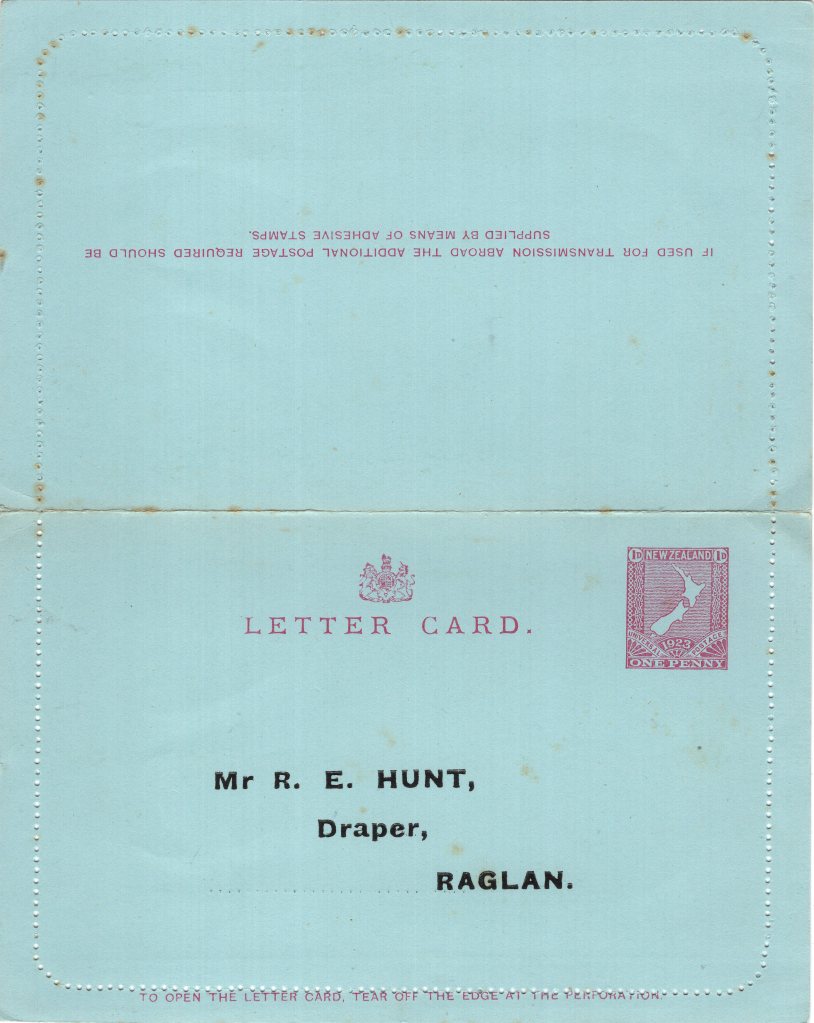 IF USED FOR TRANSMISSION ABROAD THE ADDITIONAL POSTAGE REQUIRED SHOULD BE
SUPPLIED BY MEANS OF ADHESIVE STAMPS.
1D NEW ZEALAND 1D
LETTER CARD.
UNIVERSAL 1923 POSTAGE
ONE PENNY
Mr R. E. HUNT,
Draper,
RAGLAN.
TO OPEN THE LETTER CARD, TEAR OFF THE EDGE AT THE PERFORATION.